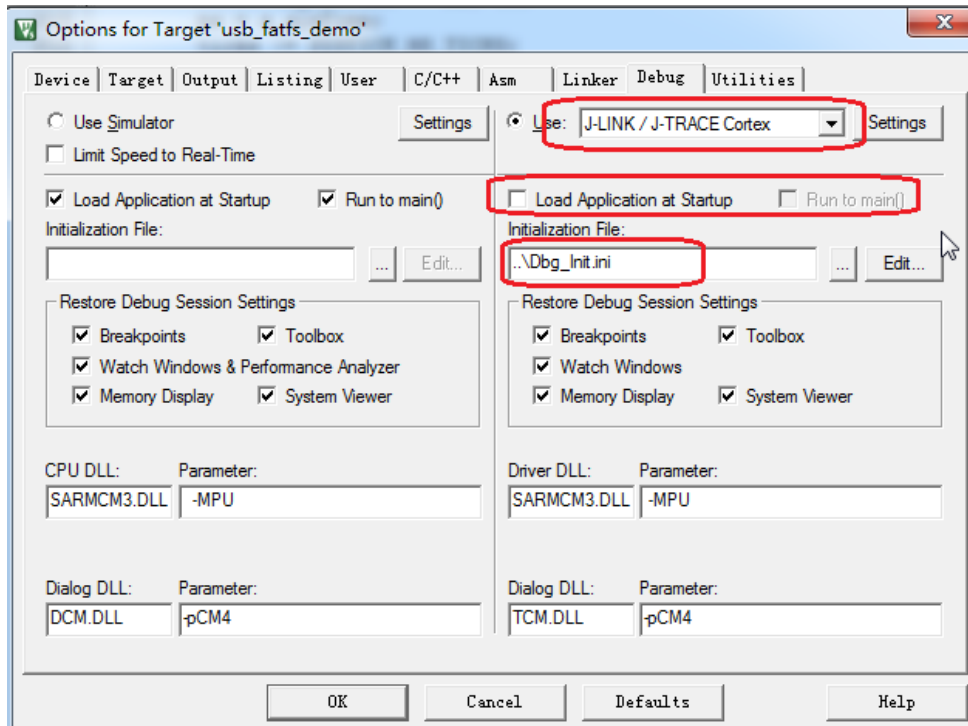 Options for Target 'usb_fatfs_demo'
Device Target Output Listing User C/C++ Asm Linker Debug Utilities
Use Simulator Settings
Limit Speed to Real-Time
Use: J-LINK / J-TRACE Cortex Settings
Load Application at Startup Run to main()
Initialization File:
... Edit...
Restore Debug Session Settings
Breakpoints Toolbox
Watch Windows & Performance Analyzer
Memory Display System Viewer
CPU DLL: Parameter:
SARMCM3.DLL -MPU
Dialog DLL: Parameter:
DCM.DLL -pCM4
Load Application at Startup Run to main()
Initialization File:
..\Dbg_Init.ini ... Edit...
Restore Debug Session Settings
Breakpoints Toolbox
Watch Windows
Memory Display System Viewer
Driver DLL: Parameter:
SARMCM3.DLL -MPU
Dialog DLL: Parameter:
TCM.DLL -pCM4
OK Cancel Defaults Help